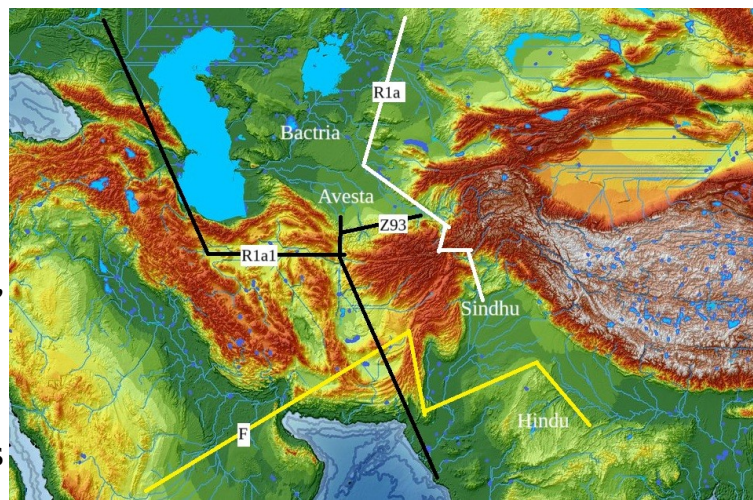 R1a
Bactria
Avesta
Z93
R1a1
,
Sindhu
Hindu
F
s